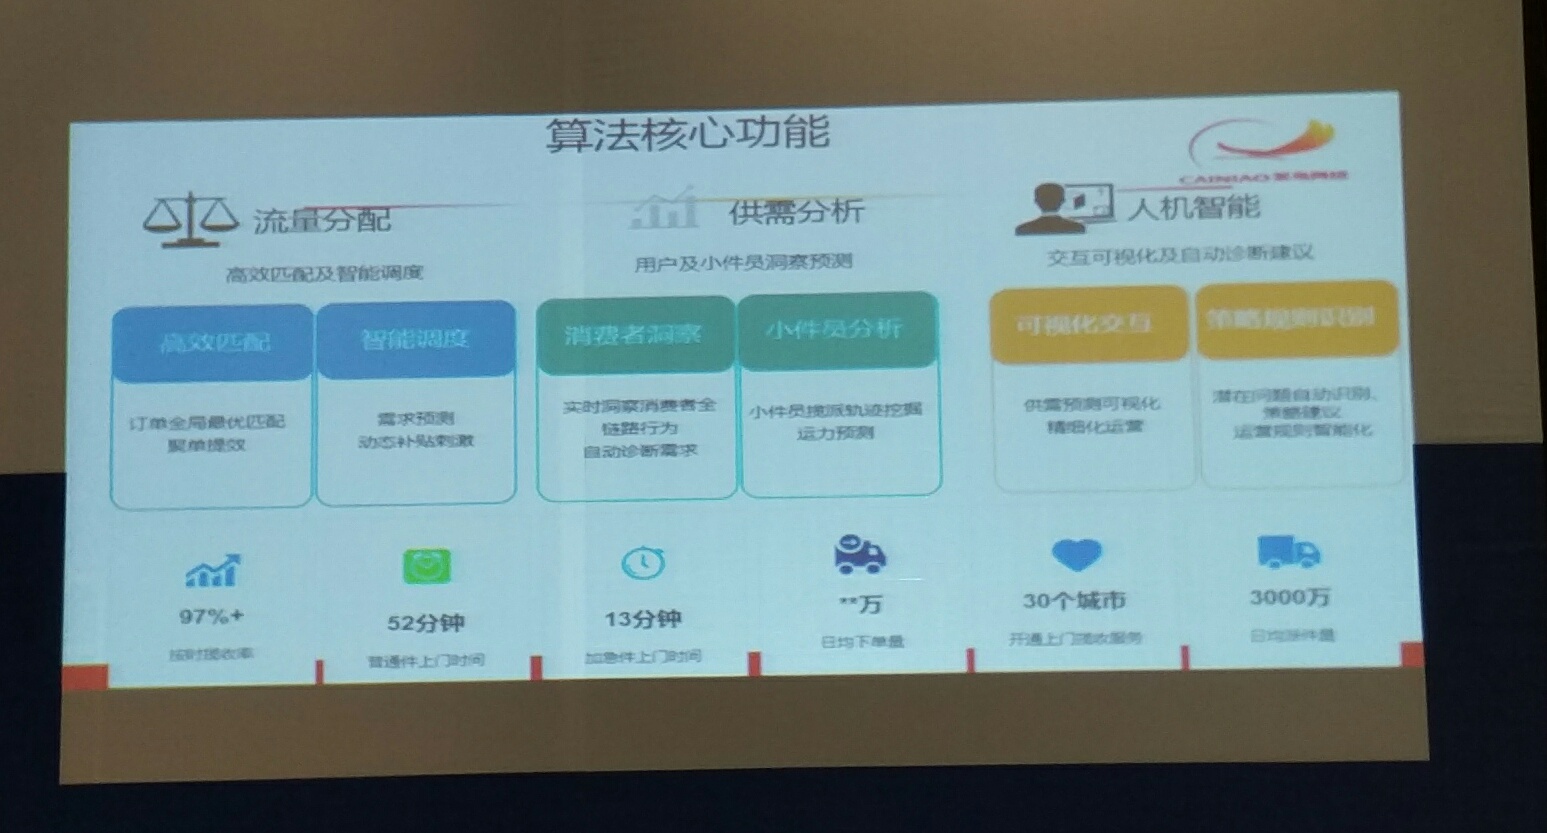 算法核心功能
CAINIAO 菜鸟网络
流量分配
高效匹配及智能调度
供需分析
用户及小件员洞察预测
人机智能
交互可视化及自动诊断建议
高效匹配
订单全局最优匹配
聚单提效
智能调度
需求预测
动态补贴刺激
消费者洞察
实时洞察消费者全
链路行为
自动诊断需求
小件员分析
小件员揽派轨迹挖掘
运力预测
可视化交互
供需预测可视化
精细化运营
策略规则识别
潜在问题自动识别、
策略建议
运营规则智能化
97%+
按时揽收率
52分钟
普通件上门时间
13分钟
加急件上门时间
**万
日均下单量
30个城市
开通上门揽收服务
3000万
日均派件量